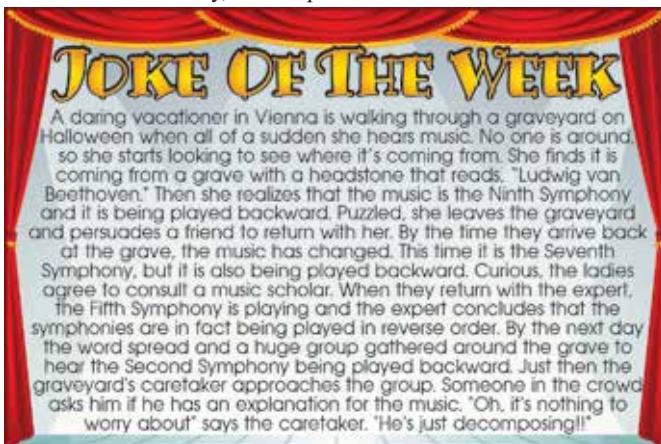 JOKE OF THE WEEK
A daring vacationer in Vienna is walking through a graveyard on
Halloween when all of a sudden she hears music. No one is around,
so she starts looking to see where it's coming from. She finds it is
coming from a grave with a headstone that reads, "Ludwig van
Beethoven." Then she realizes that the music is the Ninth Symphony
and it is being played backward. Puzzled, she leaves the graveyard
and persuades a friend to return with her. By the time they arrive back
at the grave, the music has changed. This time it is the Seventh
Symphony, but it is also being played backward. Curious, the ladies
agree to consult a music scholar. When they return with the expert,
the Fifth Symphony is playing and the expert concludes that the
symphonies are in fact being played in reverse order. By the next day
the word spread and a huge group gathered around the grave to
hear the Second Symphony being played backward. Just then the
graveyard's caretaker approaches the group. Someone in the crowd
asks him if he has an explanation for the music. "Oh, it's nothing to
worry about" says the caretaker. "He's just decomposing!!"